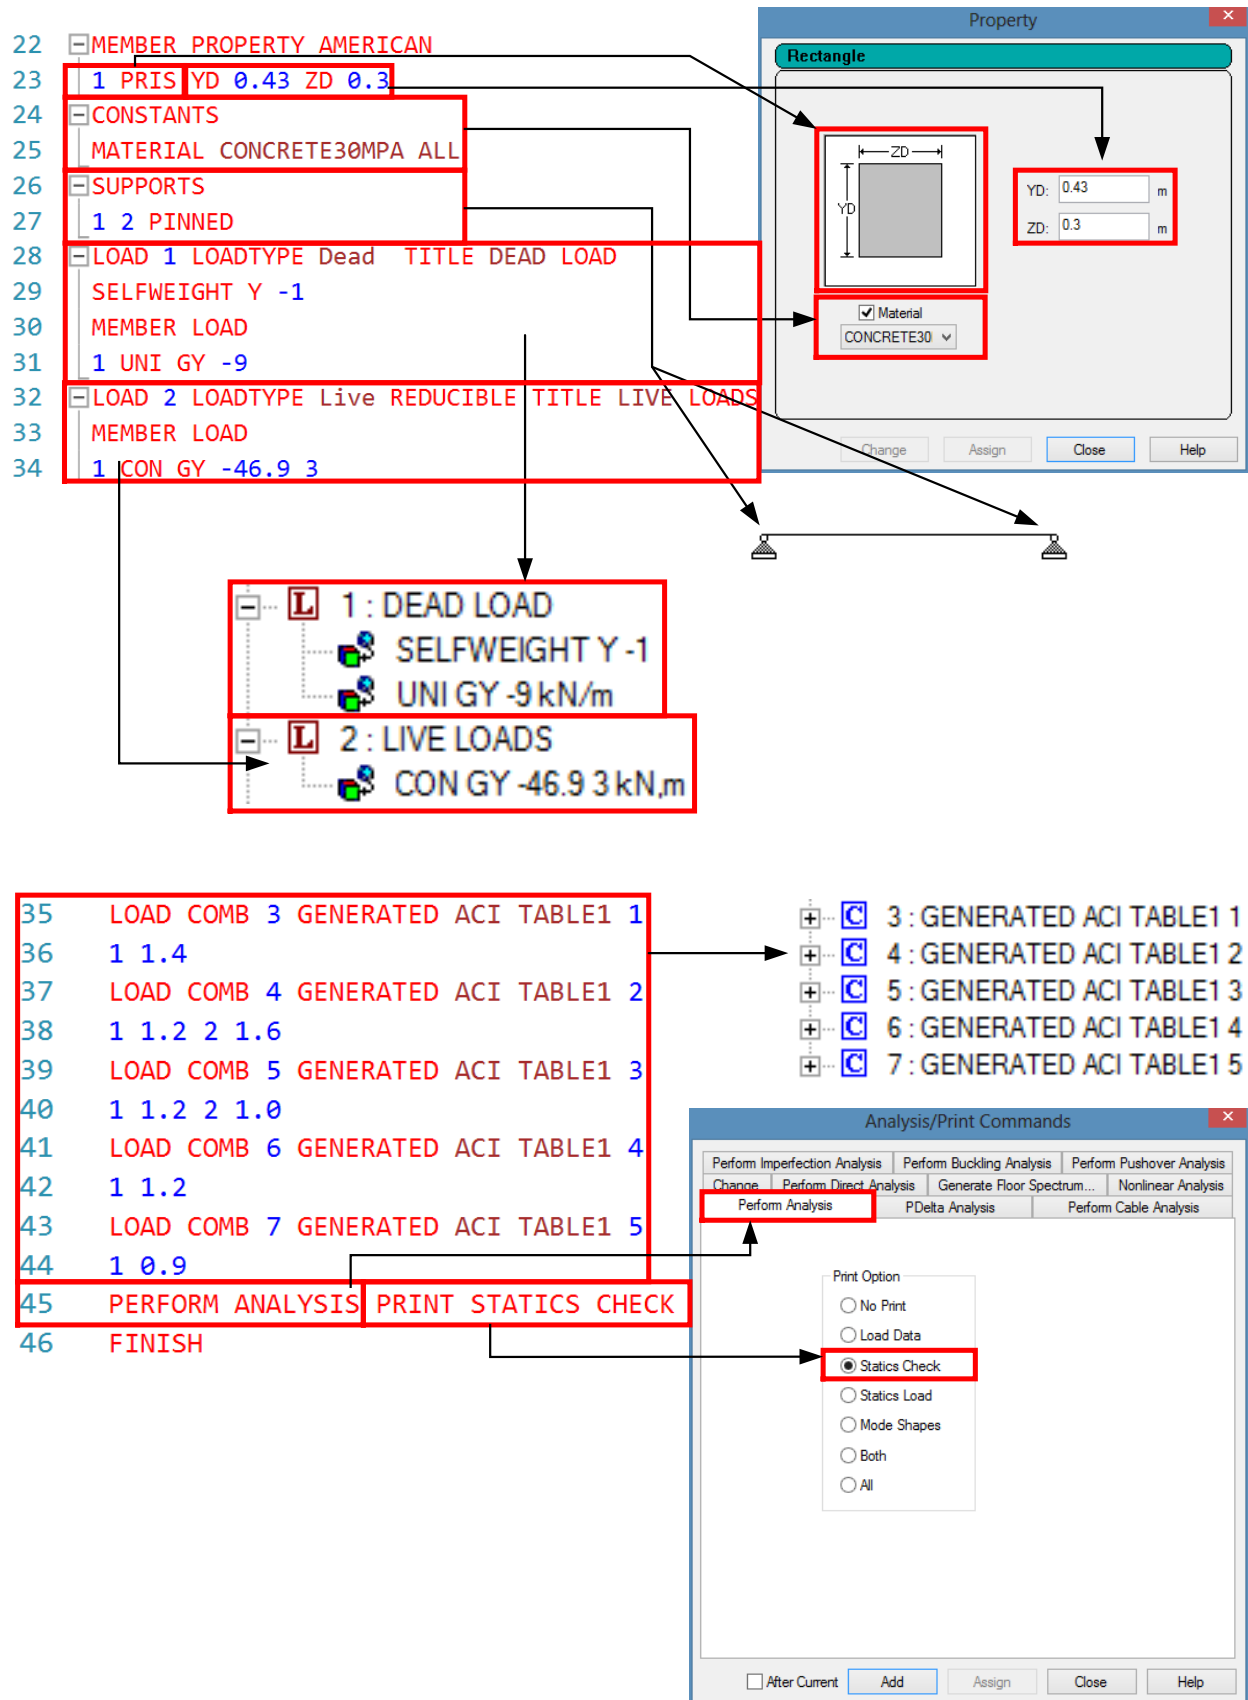 22 MEMBER PROPERTY AMERICAN
23 1 PRIS YD 0.43 ZD 0.3
24 CONSTANTS
25 MATERIAL CONCRETE30MPA ALL
26 SUPPORTS
27 1 2 PINNED
28 LOAD 1 LOADTYPE Dead TITLE DEAD LOAD
29 SELFWEIGHT Y -1
30 MEMBER LOAD
31 1 UNI GY -9
32 LOAD 2 LOADTYPE Live REDUCIBLE TITLE LIVE LOADS
33 MEMBER LOAD
34 1 CON GY -46.9 3
Property
Rectangle
ZD
YD
YD: 0.43 m
ZD: 0.3 m
Material
CONCRETE30
Change Assign Close Help
L 1 : DEAD LOAD
SELFWEIGHT Y -1
UNI GY -9 kN/m
L 2 : LIVE LOADS
CON GY -46.9 3 kN,m
35 LOAD COMB 3 GENERATED ACI TABLE1 1
36 1 1.4
37 LOAD COMB 4 GENERATED ACI TABLE1 2
38 1 1.2 2 1.6
39 LOAD COMB 5 GENERATED ACI TABLE1 3
40 1 1.2 2 1.0
41 LOAD COMB 6 GENERATED ACI TABLE1 4
42 1 1.2
43 LOAD COMB 7 GENERATED ACI TABLE1 5
44 1 0.9
45 PERFORM ANALYSIS PRINT STATICS CHECK
46 FINISH
C 3 : GENERATED ACI TABLE1 1
C 4 : GENERATED ACI TABLE1 2
C 5 : GENERATED ACI TABLE1 3
C 6 : GENERATED ACI TABLE1 4
C 7 : GENERATED ACI TABLE1 5
Analysis/Print Commands
Perform Imperfection Analysis Perform Buckling Analysis Perform Pushover Analysis
Change Perform Direct Analysis Generate Floor Spectrum... Nonlinear Analysis
Perform Analysis PDelta Analysis Perform Cable Analysis
Print Option
No Print
Load Data
Statics Check
Statics Load
Mode Shapes
Both
All
After Current Add Assign Close Help